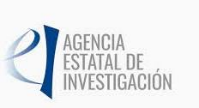 AGENCIA
ESTATAL DE
INVESTIGACIÓN